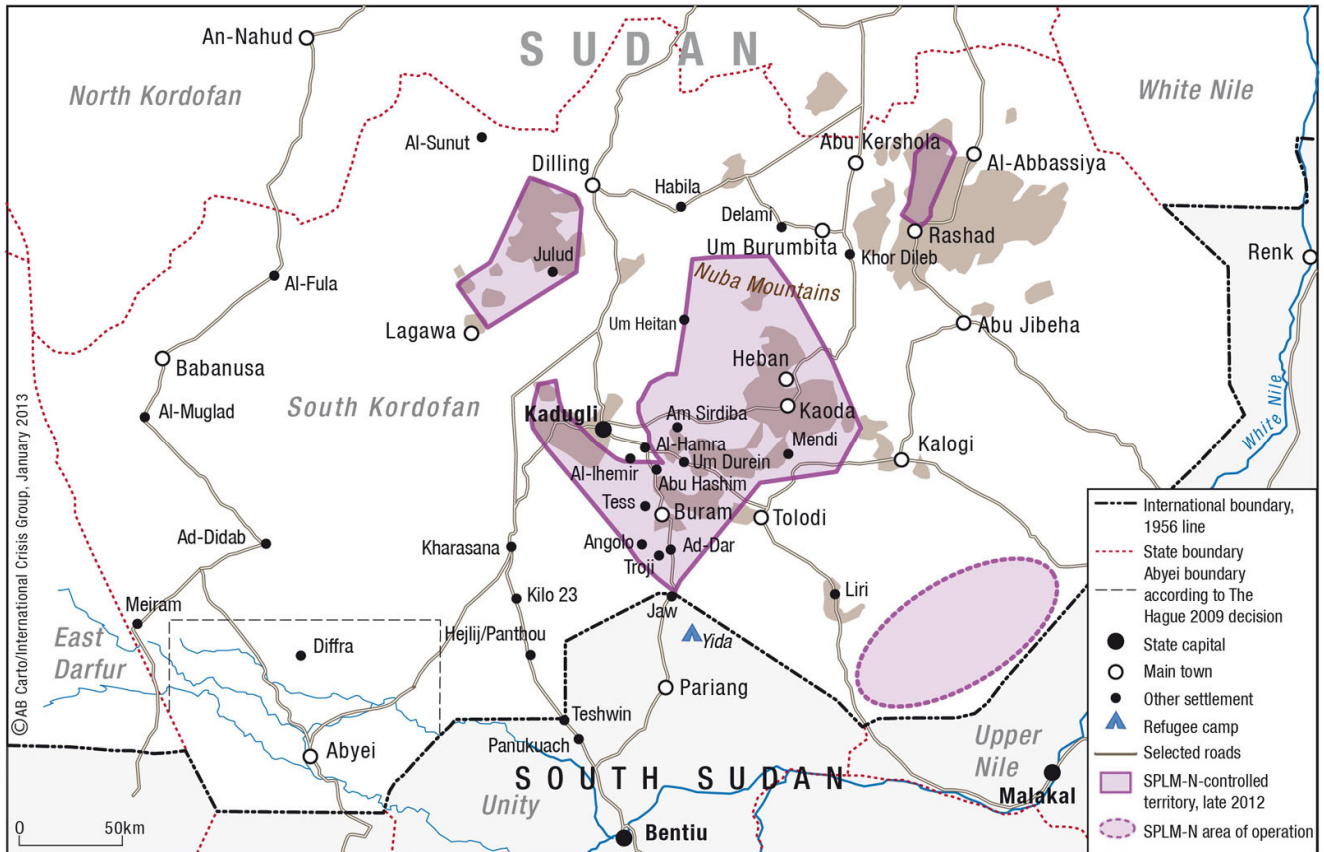 An-Nahud
SUDAN
North Kordofan
White Nile
Al-Sunut
Abu Kershola
Al-Abbassiya
Dilling
Habila
Delami
Um Burumbita
Rashad
Khor Dileb
Renk
Julud
Nuba Mountains
Al-Fula
Um Heitan
Abu Jibeha
Lagawa
Babanusa
Heban
South Kordofan
Al-Muglad
Kadugli
Am Sirdiba
Kaoda
White Nile
Al-Hamra
Mendi
Kalogi
Al-Ihemir
Um Durein
Abu Hashim
Tess
Buram
Tolodi
Ad-Didab
Kharasana
Angolo
Ad-Dar
Troji
Kilo 23
Jaw
Liri
Meiram
East
Darfur
Diffra
Hejlij/Panthou
Yida
Pariang
Teshwin
Panukuach
Abyei
Upper
Nile
SOUTH SUDAN
Unity
Malakal
Bentiu
0 50km
©AB Carto/International Crisis Group, January 2013
International boundary,
1956 line
State boundary
Abyei boundary
according to The
Hague 2009 decision
State capital
Main town
Other settlement
Refugee camp
Selected roads
SPLM-N-controlled
territory, late 2012
SPLM-N area of operation